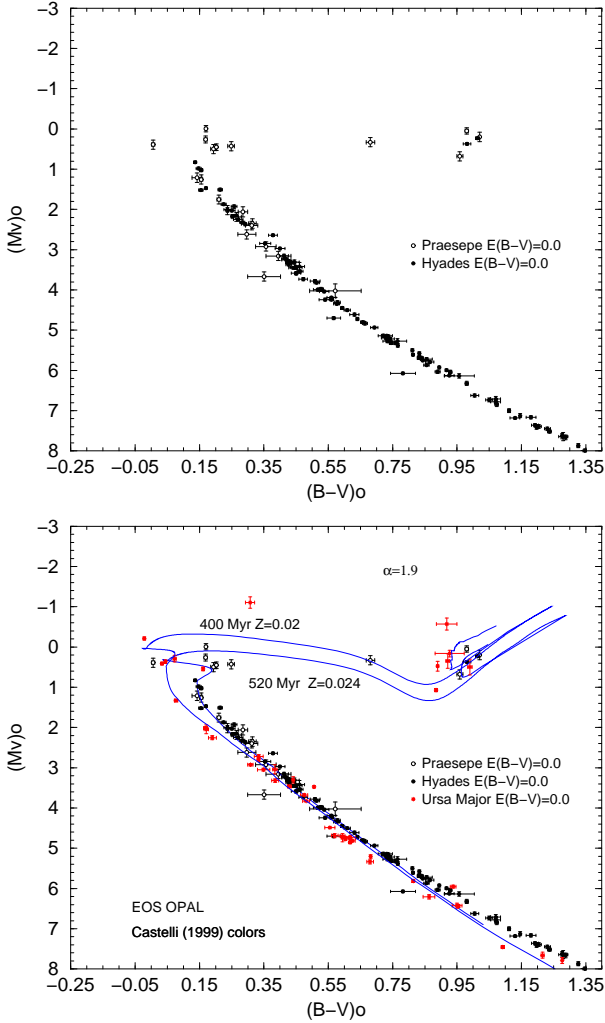 −3
−2
−1
0
1
2
3
4
5
6
7
8
(Mv)o
Praesepe E(B−V)=0.0
Hyades E(B−V)=0.0
−0.25 −0.05 0.15 0.35 0.55 0.75 0.95 1.15 1.35
(B−V)o
−3
−2
−1
0
1
2
3
4
5
6
7
8
(Mv)o
α=1.9
400 Myr Z=0.02
520 Myr Z=0.024
Praesepe E(B−V)=0.0
Hyades E(B−V)=0.0
Ursa Major E(B−V)=0.0
EOS OPAL
Castelli (1999) colors
−0.25 −0.05 0.15 0.35 0.55 0.75 0.95 1.15 1.35
(B−V)o